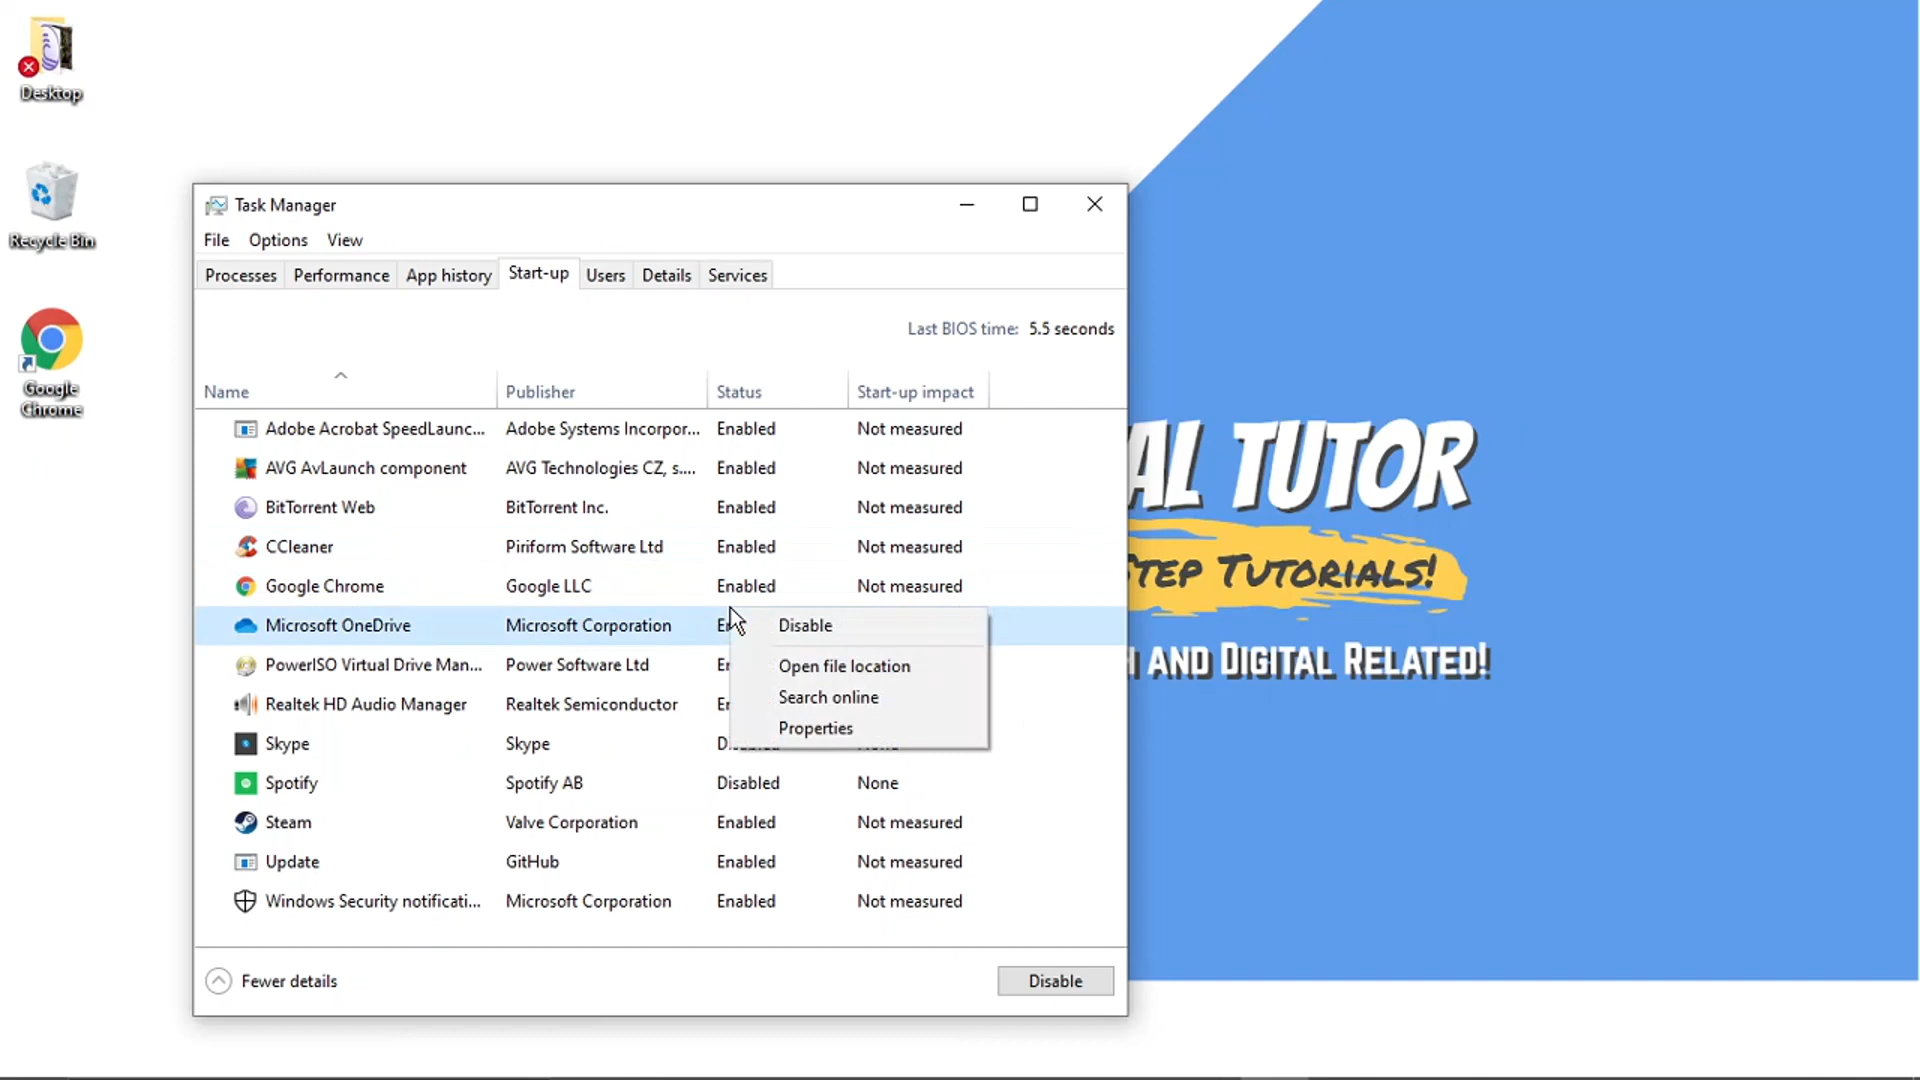 Desktop
Recycle Bin
Google
Chrome
Task Manager
File Options View
Processes Performance App history Start-up Users Details Services
Last BIOS time: 5.5 seconds
Name Publisher Status Start-up impact
Adobe Acrobat SpeedLaunc... Adobe Systems Incorpor... Enabled Not measured
AVG AvLaunch component AVG Technologies CZ, s.... Enabled Not measured
BitTorrent Web BitTorrent Inc. Enabled Not measured
CCleaner Piriform Software Ltd Enabled Not measured
Google Chrome Google LLC Enabled Not measured
Microsoft OneDrive Microsoft Corporation
PowerISO Virtual Drive Man... Power Software Ltd
Realtek HD Audio Manager Realtek Semiconductor
Skype Skype
Spotify Spotify AB Disabled None
Steam Valve Corporation Enabled Not measured
Update GitHub Enabled Not measured
Windows Security notificati... Microsoft Corporation Enabled Not measured
Disable
Open file location
Search online
Properties
Fewer details Disable
AL TUTOR
Step Tutorials!
H and Digital Related!